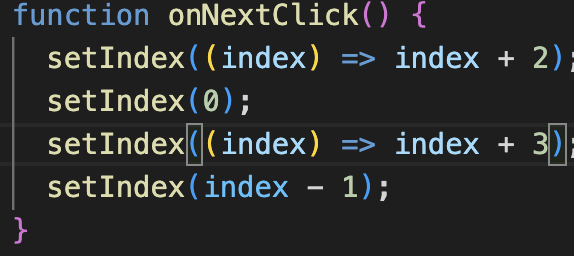 function onNextClick() {
setIndex((index) => index + 2);
setIndex(0);
setIndex((index) => index + 3);
setIndex(index - 1);
}